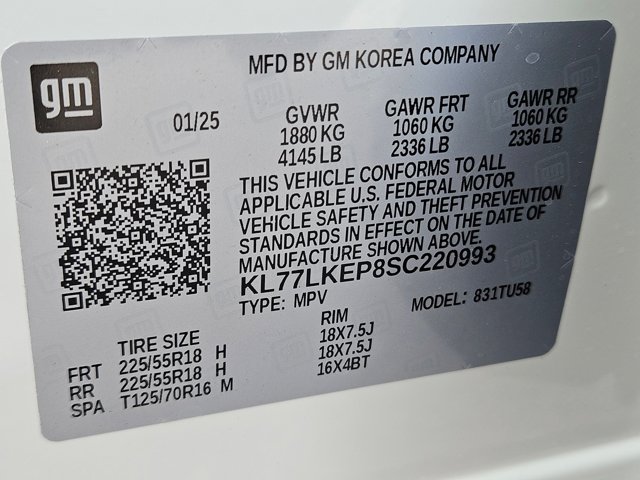 gm
MFD BY GM KOREA COMPANY
01/25
GVWR GAWR FRT GAWR RR
1880 KG 1060 KG 1060 KG
4145 LB 2336 LB 2336 LB
THIS VEHICLE CONFORMS TO ALL
APPLICABLE U.S. FEDERAL MOTOR
VEHICLE SAFETY AND THEFT PREVENTION
STANDARDS IN EFFECT ON THE DATE OF
MANUFACTURE SHOWN ABOVE.
KL77LKEP8SC220993
TYPE: MPV MODEL: 831TU58
TIRE SIZE RIM
FRT 225/55R18 H 18X7.5J
RR 225/55R18 H 18X7.5J
SPA T125/70R16 M 16X4BT